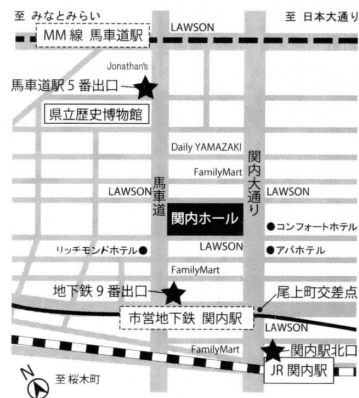 至 みなとみらい
至 日本大通り
LAWSON
MM 線 馬車道駅
Jonathan's
馬車道駅 5 番出口
県立歴史博物館
Daily YAMAZAKI
FamilyMart
馬車道
関内大通り
LAWSON
LAWSON
関内ホール
コンフォートホテル
リッチモンドホテル
LAWSON
アパホテル
FamilyMart
地下鉄 9 番出口
尾上町交差点
市営地下鉄 関内駅
LAWSON
FamilyMart
関内駅北口
JR 関内駅
N
至 桜木町